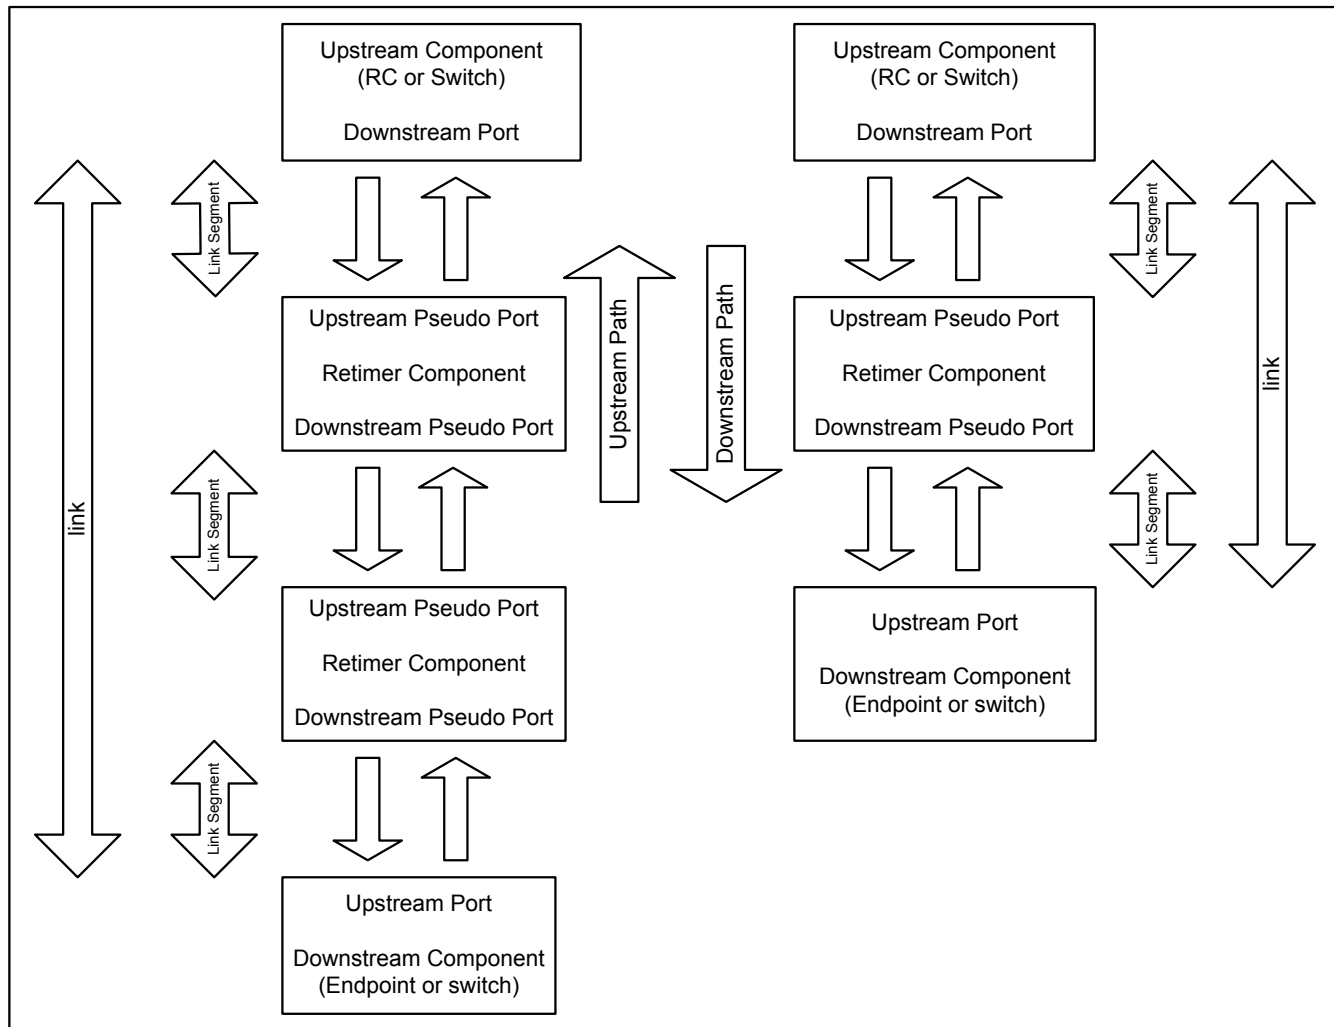 Upstream Component
(RC or Switch)
Downstream Port
Upstream Component
(RC or Switch)
Downstream Port
Link Segment
Link Segment
Upstream Pseudo Port
Retimer Component
Downstream Pseudo Port
Upstream Path
Downstream Path
Upstream Pseudo Port
Retimer Component
Downstream Pseudo Port
link
link
Link Segment
Link Segment
Upstream Pseudo Port
Retimer Component
Downstream Pseudo Port
Upstream Port
Downstream Component
(Endpoint or switch)
Link Segment
Upstream Port
Downstream Component
(Endpoint or switch)